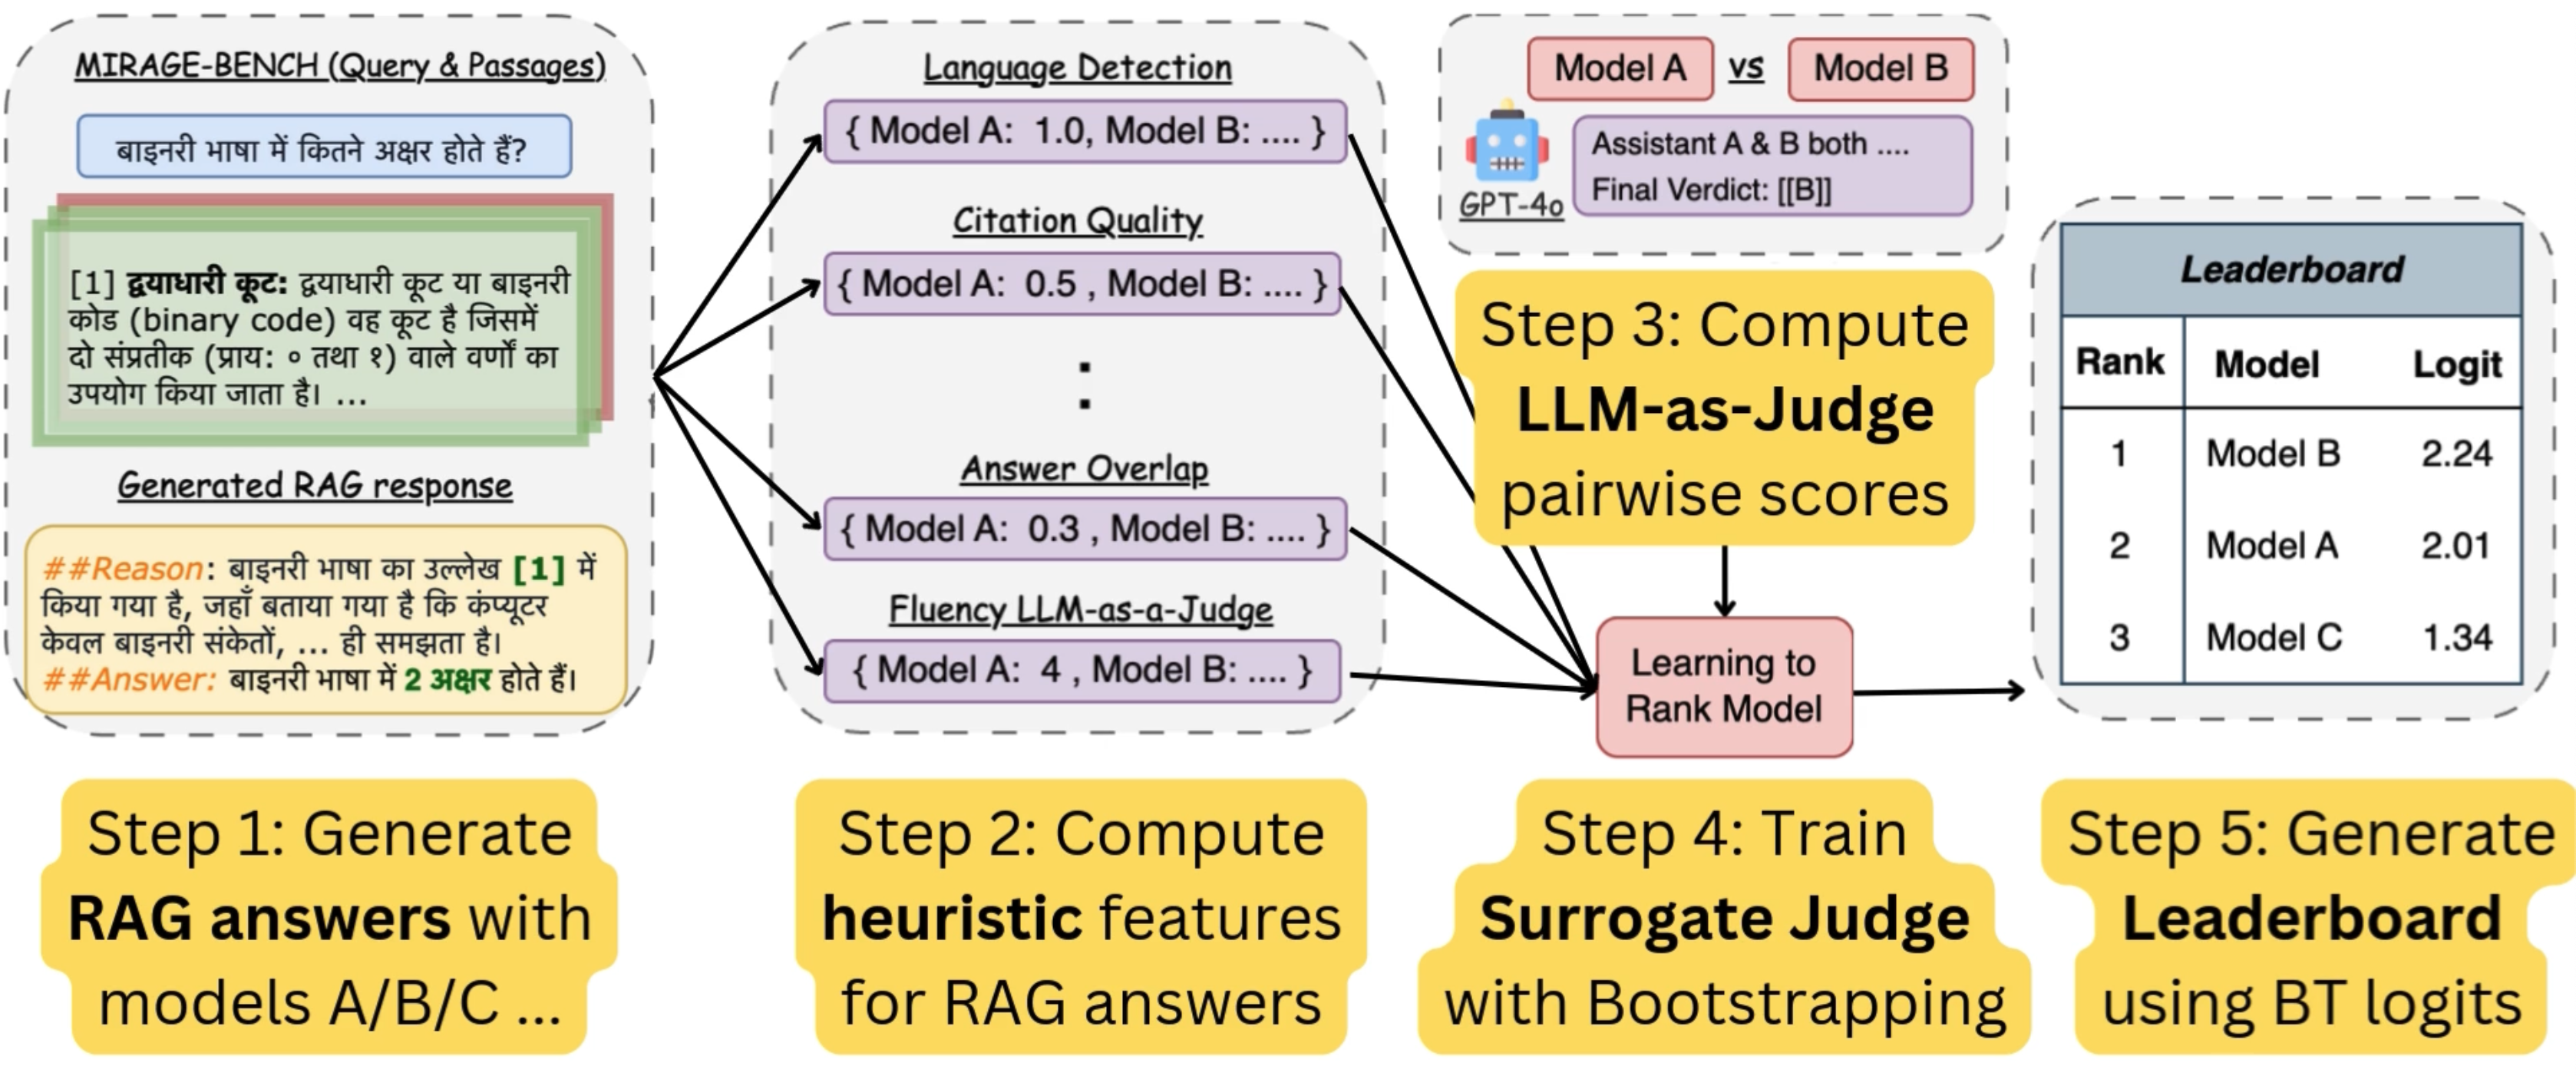 MIRAGE-BENCH (Query & Passages)
बाइनरी भाषा में कितने अक्षर होते हैं?
[1] द्वयाधारी कूट: द्वयाधारी कूट या बाइनरी
कोड (binary code) वह कूट है जिसमें
दो संप्रतीक (प्राय: ० तथा १) वाले वर्णों का
उपयोग किया जाता है। ...
Generated RAG response
##Reason: बाइनरी भाषा का उल्लेख [1] में
किया गया है, जहाँ बताया गया है कि कंप्यूटर
केवल बाइनरी संकेतों, ... ही समझता है।
##Answer: बाइनरी भाषा में 2 अक्षर होते हैं।
Step 1: Generate
RAG answers with
models A/B/C ...
Language Detection
{ Model A: 1.0, Model B: .... }
Citation Quality
{ Model A: 0.5 , Model B: .... }
:
Answer Overlap
{ Model A: 0.3 , Model B: .... }
Fluency LLM-as-a-Judge
{ Model A: 4 , Model B: .... }
Step 2: Compute
heuristic features
for RAG answers
Model A vs Model B
GPT-4o
Assistant A & B both ....
Final Verdict: [[B]]
Step 3: Compute
LLM-as-Judge
pairwise scores
Learning to
Rank Model
Step 4: Train
Surrogate Judge
with Bootstrapping
Leaderboard
Rank Model Logit
1 Model B 2.24
2 Model A 2.01
3 Model C 1.34
Step 5: Generate
Leaderboard
using BT logits